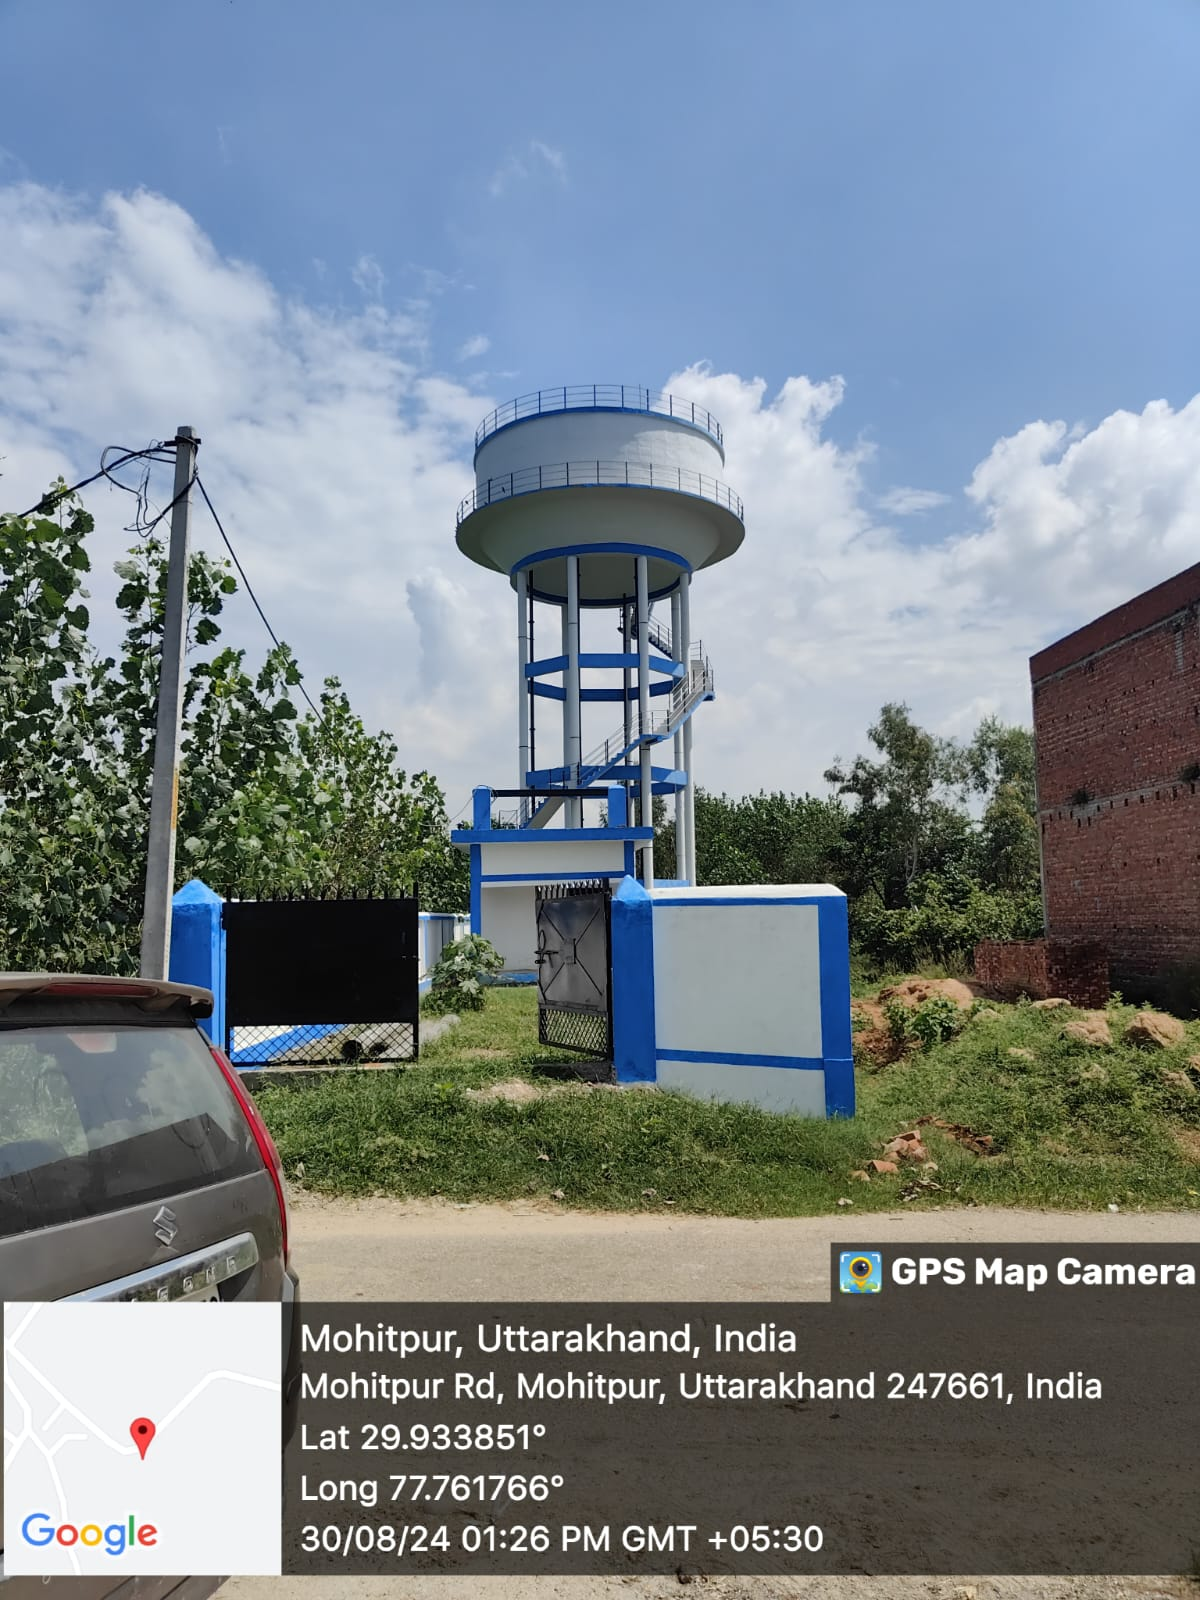 GPS Map Camera
Mohitpur, Uttarakhand, India
Mohitpur Rd, Mohitpur, Uttarakhand 247661, India
Lat 29.933851°
Long 77.761766°
30/08/24 01:26 PM GMT +05:30
Google